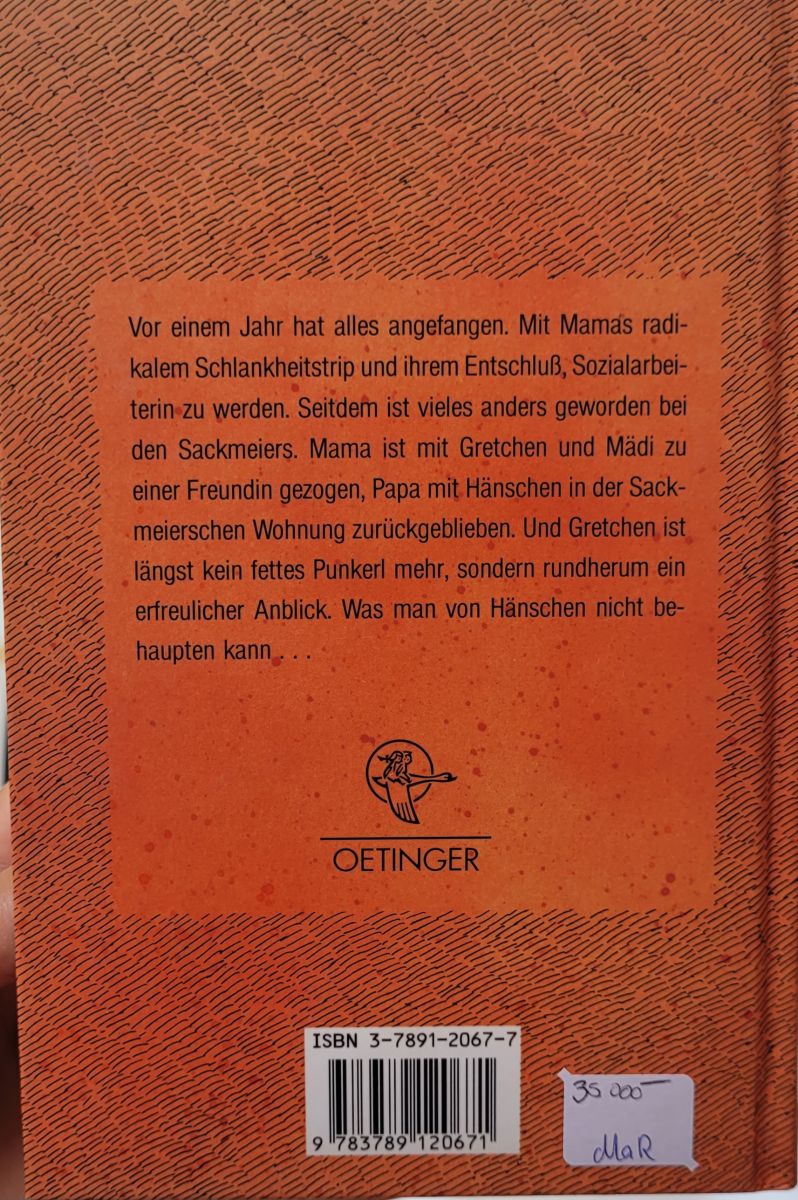 Vor einem Jahr hat alles angefangen. Mit Mamas radi-
kalem Schlankheitstrip und ihrem Entschluß, Sozialarbei-
terin zu werden. Seitdem ist vieles anders geworden bei
den Sackmeiers. Mama ist mit Gretchen und Mädi zu
einer Freundin gezogen, Papa mit Hänschen in der Sack-
meierschen Wohnung zurückgeblieben. Und Gretchen ist
längst kein fettes Punkerl mehr, sondern rundherum ein
erfreulicher Anblick. Was man von Hänschen nicht be-
haupten kann . . .
OETINGER
ISBN 3-7891-2067-7
9 783789 120671
35 000-
MaR